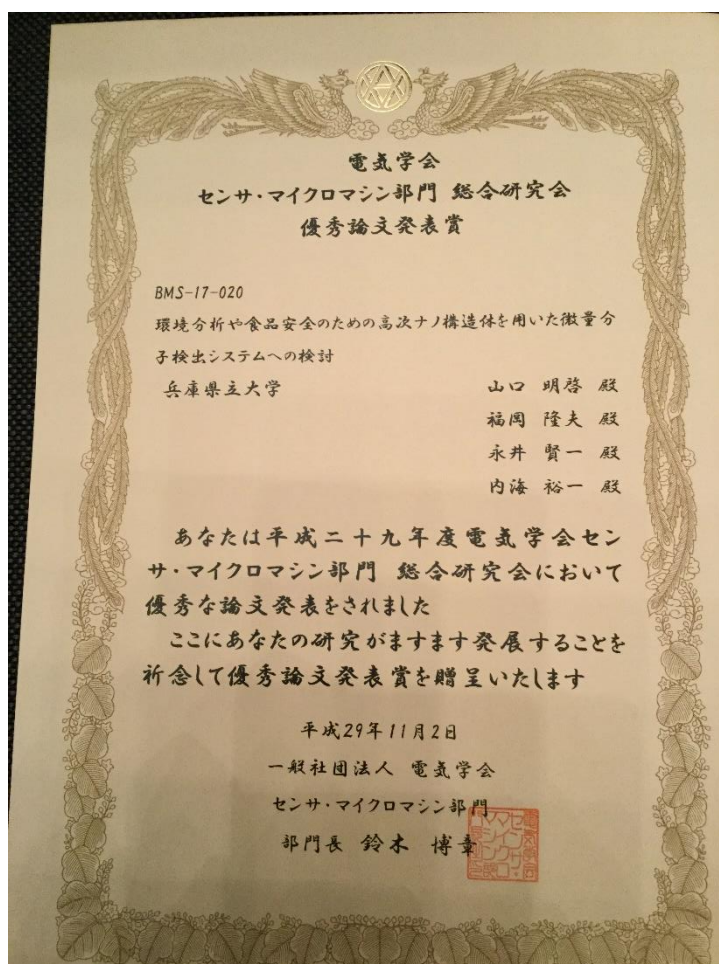 電気学会
センサ・マイクロマシン部門 総合研究会
優秀論文発表賞
BMS-17-020
環境分析や食品安全のための高次ナノ構造体を用いた微量分
子検出システムへの検討
兵庫県立大学
山口 明啓 殿
福岡 隆夫 殿
永井 賢一 殿
内海 裕一 殿
あなたは平成二十九年度電気学会セン
サ・マイクロマシン部門 総合研究会において
優秀な論文発表をされました
ここにあなたの研究がますます発展することを
祈念して優秀論文発表賞を贈呈いたします
平成29年11月2日
一般社団法人 電気学会
センサ・マイクロマシン部門
部門長 鈴木 博章